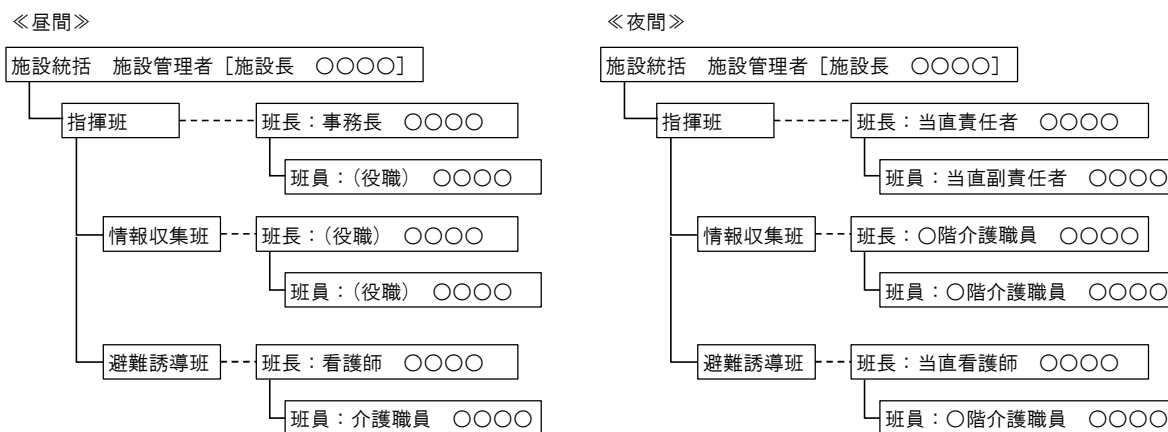 ≪昼間≫
施設統括　施設管理者［施設長　○○○○］
指揮班
班長：事務長　○○○○
班員：（役職）　○○○○
情報収集班
班長：（役職）　○○○○
班員：（役職）　○○○○
避難誘導班
班長：看護師　○○○○
班員：介護職員　○○○○
≪夜間≫
施設統括　施設管理者［施設長　○○○○］
指揮班
班長：当直責任者　○○○○
班員：当直副責任者　○○○○
情報収集班
班長：○階介護職員　○○○○
班員：○階介護職員　○○○○
避難誘導班
班長：当直看護師　○○○○
班員：○階介護職員　○○○○